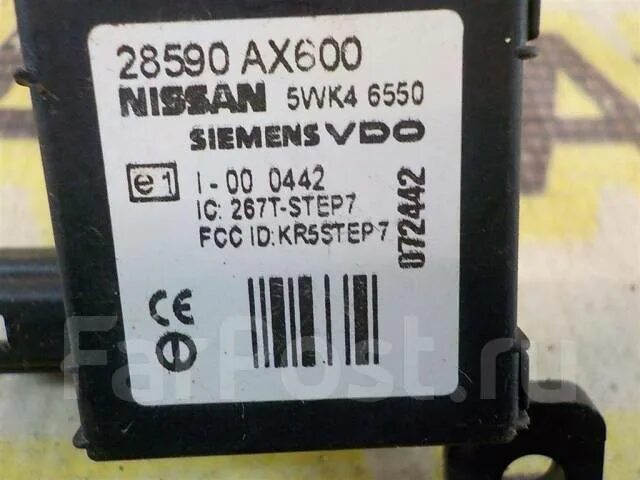 28590 AX600
NISSAN 5WK4 6550
SIEMENS VDO
e1 I-00 0442
IC: 267T-STEP7
FCC ID:KR5STEP7
072442
CE
FarPost.ru